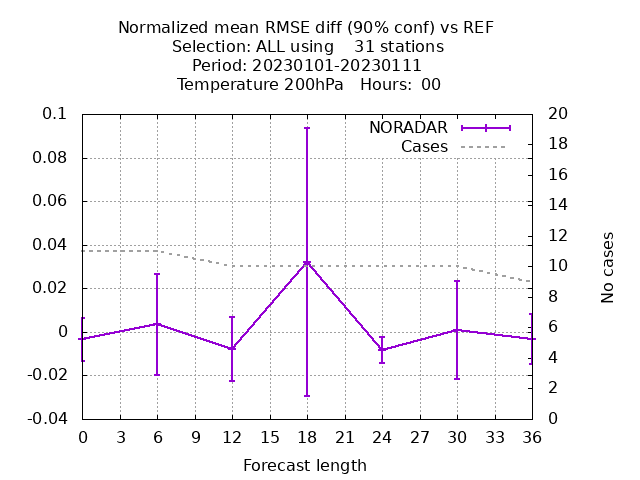 Normalized mean RMSE diff (90% conf) vs REF
Selection: ALL using    31 stations
Period: 20230101-20230111
Temperature 200hPa   Hours:  00
NORADAR
Cases
0.1
0.08
0.06
0.04
0.02
0
-0.02
-0.04
20
18
16
14
12
10
8
6
4
2
0
No cases
0 3 6 9 12 15 18 21 24 27 30 33 36
Forecast length